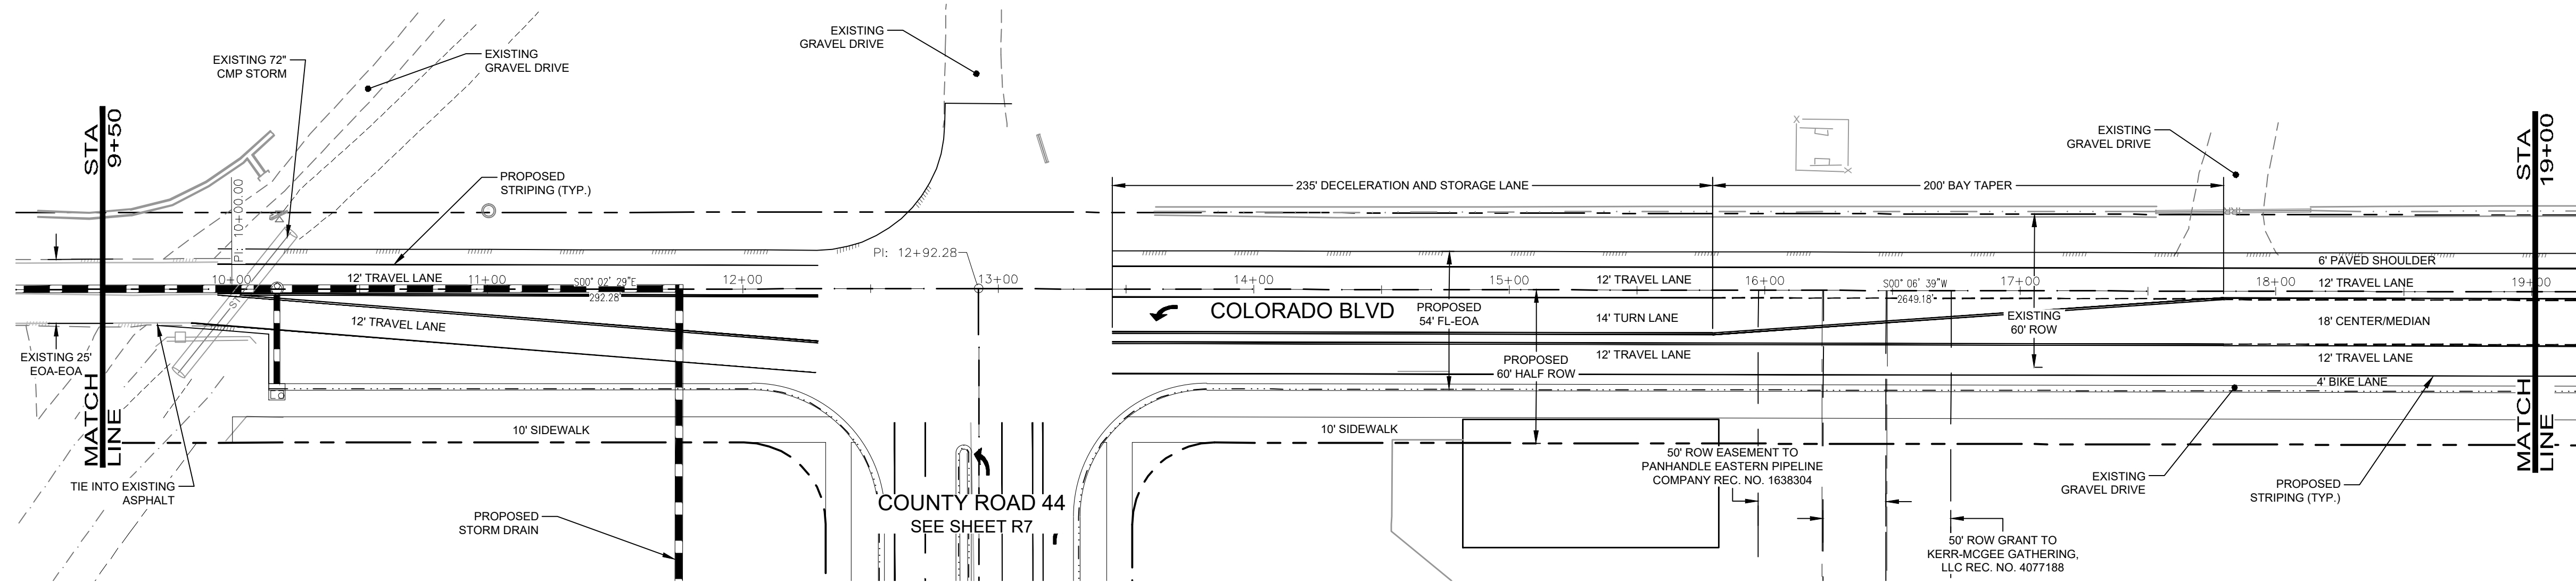 EXISTING 72"
CMP STORM
EXISTING
GRAVEL DRIVE
EXISTING
GRAVEL DRIVE
EXISTING
GRAVEL DRIVE
STA
9+50
STA
19+00
PROPOSED
STRIPING (TYP.)
PI: 10+00.00
235' DECELERATION AND STORAGE LANE
200' BAY TAPER
PI: 12+92.28
6' PAVED SHOULDER
12' TRAVEL LANE
12' TRAVEL LANE
12' TRAVEL LANE
10+00
11+00
12+00
13+00
14+00
15+00
16+00
17+00
18+00
19+00
S00° 02' 29"E
292.28'
S00° 06' 39"W
2649.18'
COLORADO BLVD
PROPOSED
54' FL-EOA
14' TURN LANE
EXISTING
60' ROW
18' CENTER/MEDIAN
12' TRAVEL LANE
12' TRAVEL LANE
12' TRAVEL LANE
EXISTING 25'
EOA-EOA
PROPOSED
60' HALF ROW
4' BIKE LANE
MATCH
LINE
MATCH
LINE
10' SIDEWALK
10' SIDEWALK
TIE INTO EXISTING
ASPHALT
50' ROW EASEMENT TO
PANHANDLE EASTERN PIPELINE
COMPANY REC. NO. 1638304
EXISTING
GRAVEL DRIVE
PROPOSED
STRIPING (TYP.)
COUNTY ROAD 44
SEE SHEET R7
PROPOSED
STORM DRAIN
50' ROW GRANT TO
KERR-MCGEE GATHERING,
LLC REC. NO. 4077188